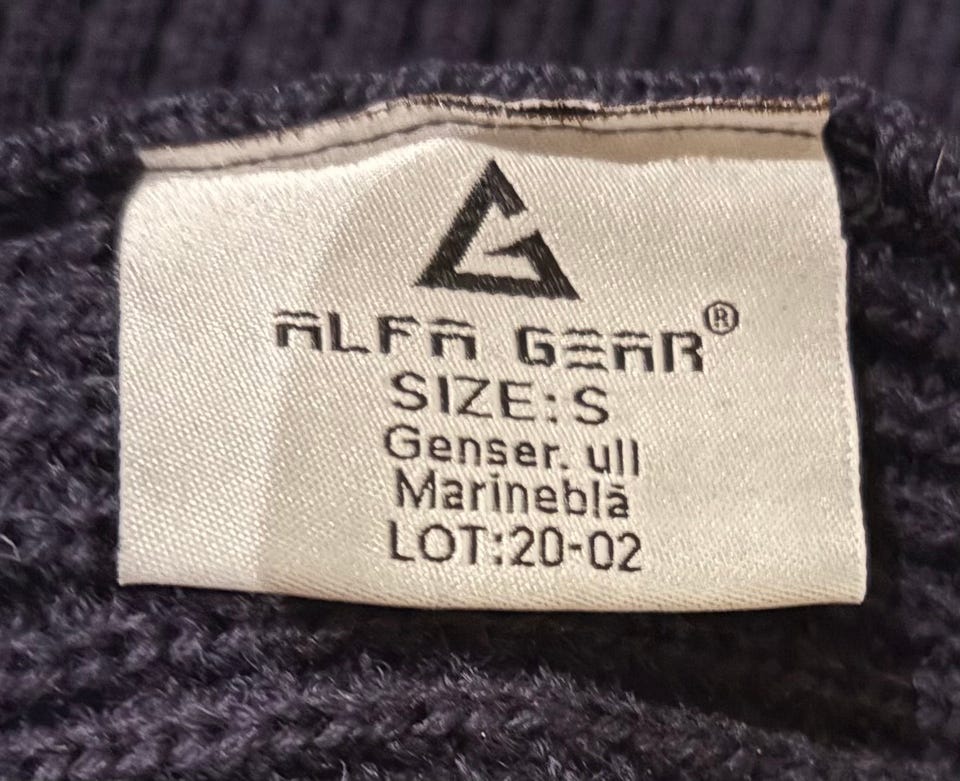 ALFA GEAR®
SIZE: S
Genser. ull
Marineblå
LOT:20-02